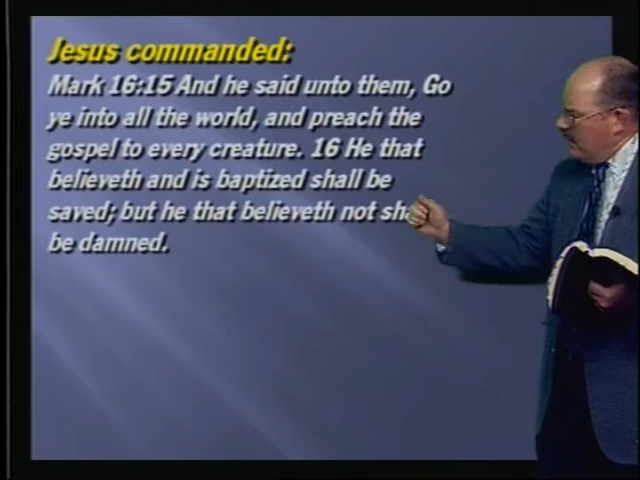 Jesus commanded:
Mark 16:15 And he said unto them, Go
ye into all the world, and preach the
gospel to every creature. 16 He that
believeth and is baptized shall be
saved; but he that believeth not sha
be damned.